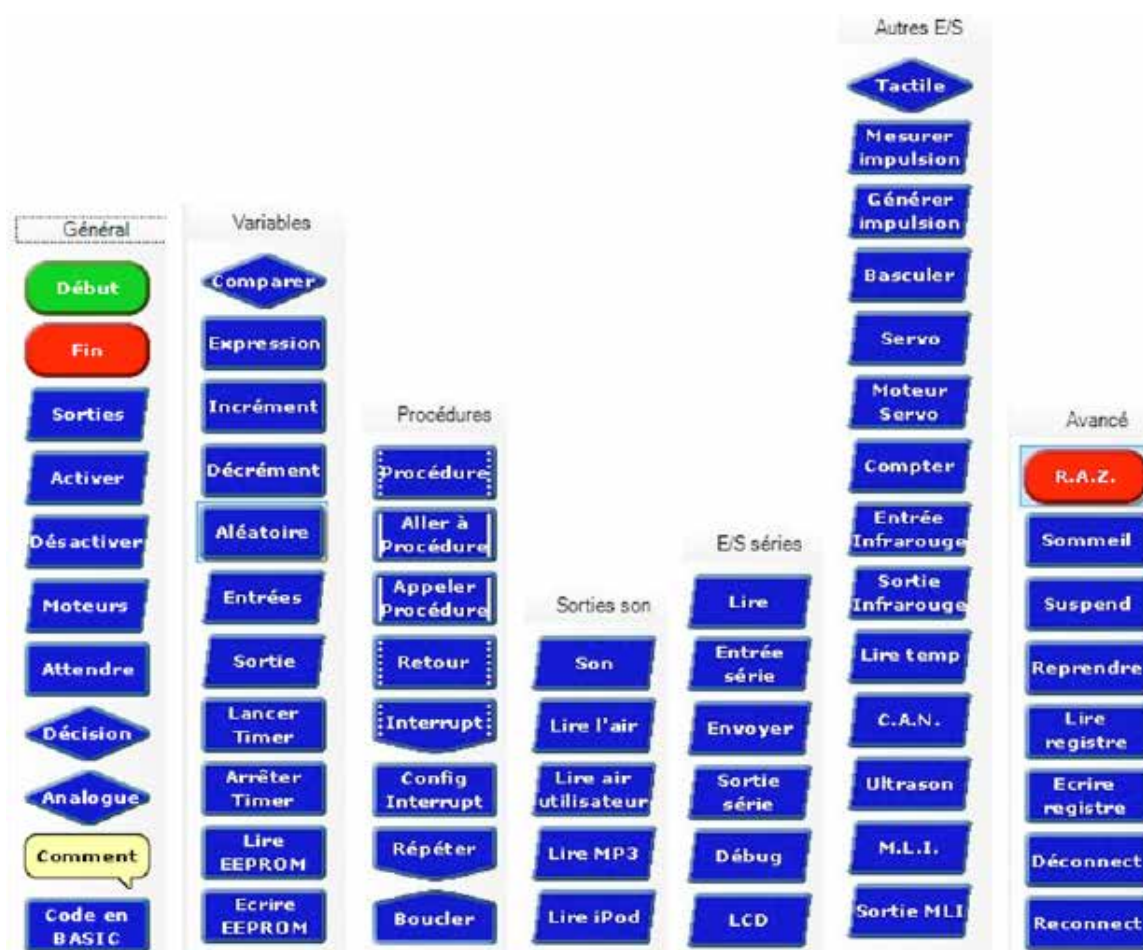 Général
Début
Fin
Sorties
Activer
Désactiver
Moteurs
Attendre
Décision
Analogue
Comment
Code en
BASIC
Variables
Comparer
Expression
Incrément
Décrément
Aléatoire
Entrées
Sortie
Lancer
Timer
Arrêter
Timer
Lire
EEPROM
Ecrire
EEPROM
Procédures
Procédure
Aller à
Procédure
Appeler
Procédure
Retour
Interrupt
Config
Interrupt
Répéter
Boucler
Sorties son
Son
Lire l'air
Lire air
utilisateur
Lire MP3
Lire iPod
E/S séries
Lire
Entrée
série
Envoyer
Sortie
série
Débug
LCD
Autres E/S
Tactile
Mesurer
impulsion
Générer
impulsion
Basculer
Servo
Moteur
Servo
Compter
Entrée
Infrarouge
Sortie
Infrarouge
Lire temp
C.A.N.
Ultrason
M.L.I.
Sortie MLI
Avancé
R.A.Z.
Sommeil
Suspend
Reprendre
Lire
registre
Ecrire
registre
Déconnect
Reconnect